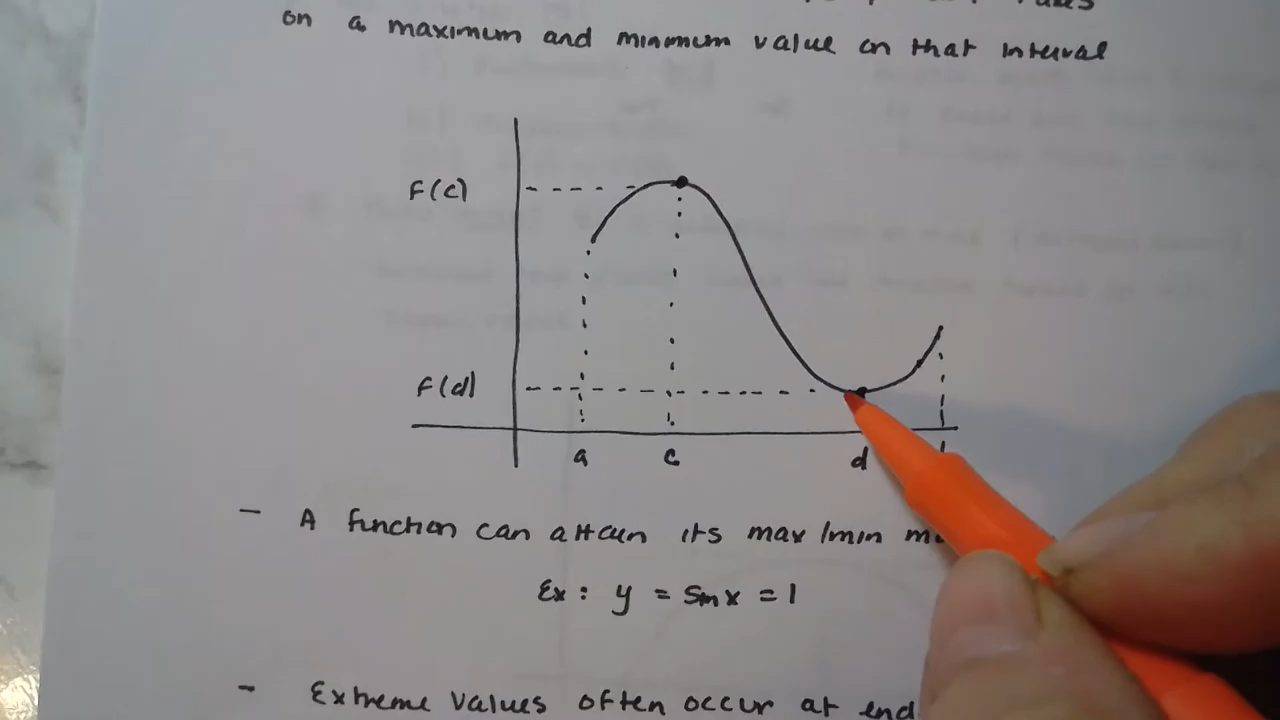 on a maximum and minimum value on that interval
F(c)
F(d)
a c d
- A function can attain its max/min
Ex: y = sin x = 1
- Extreme values often occur at end